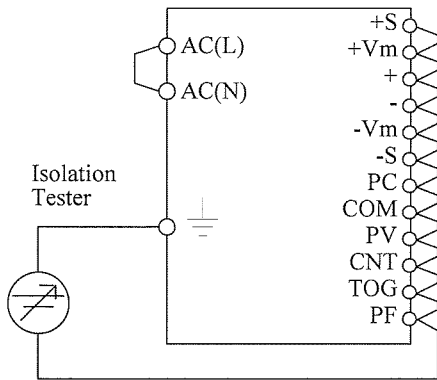 +S
AC(L)
+Vm
+
AC(N)
-
-Vm
-S
Isolation
Tester
PC
COM
PV
CNT
TOG
PF